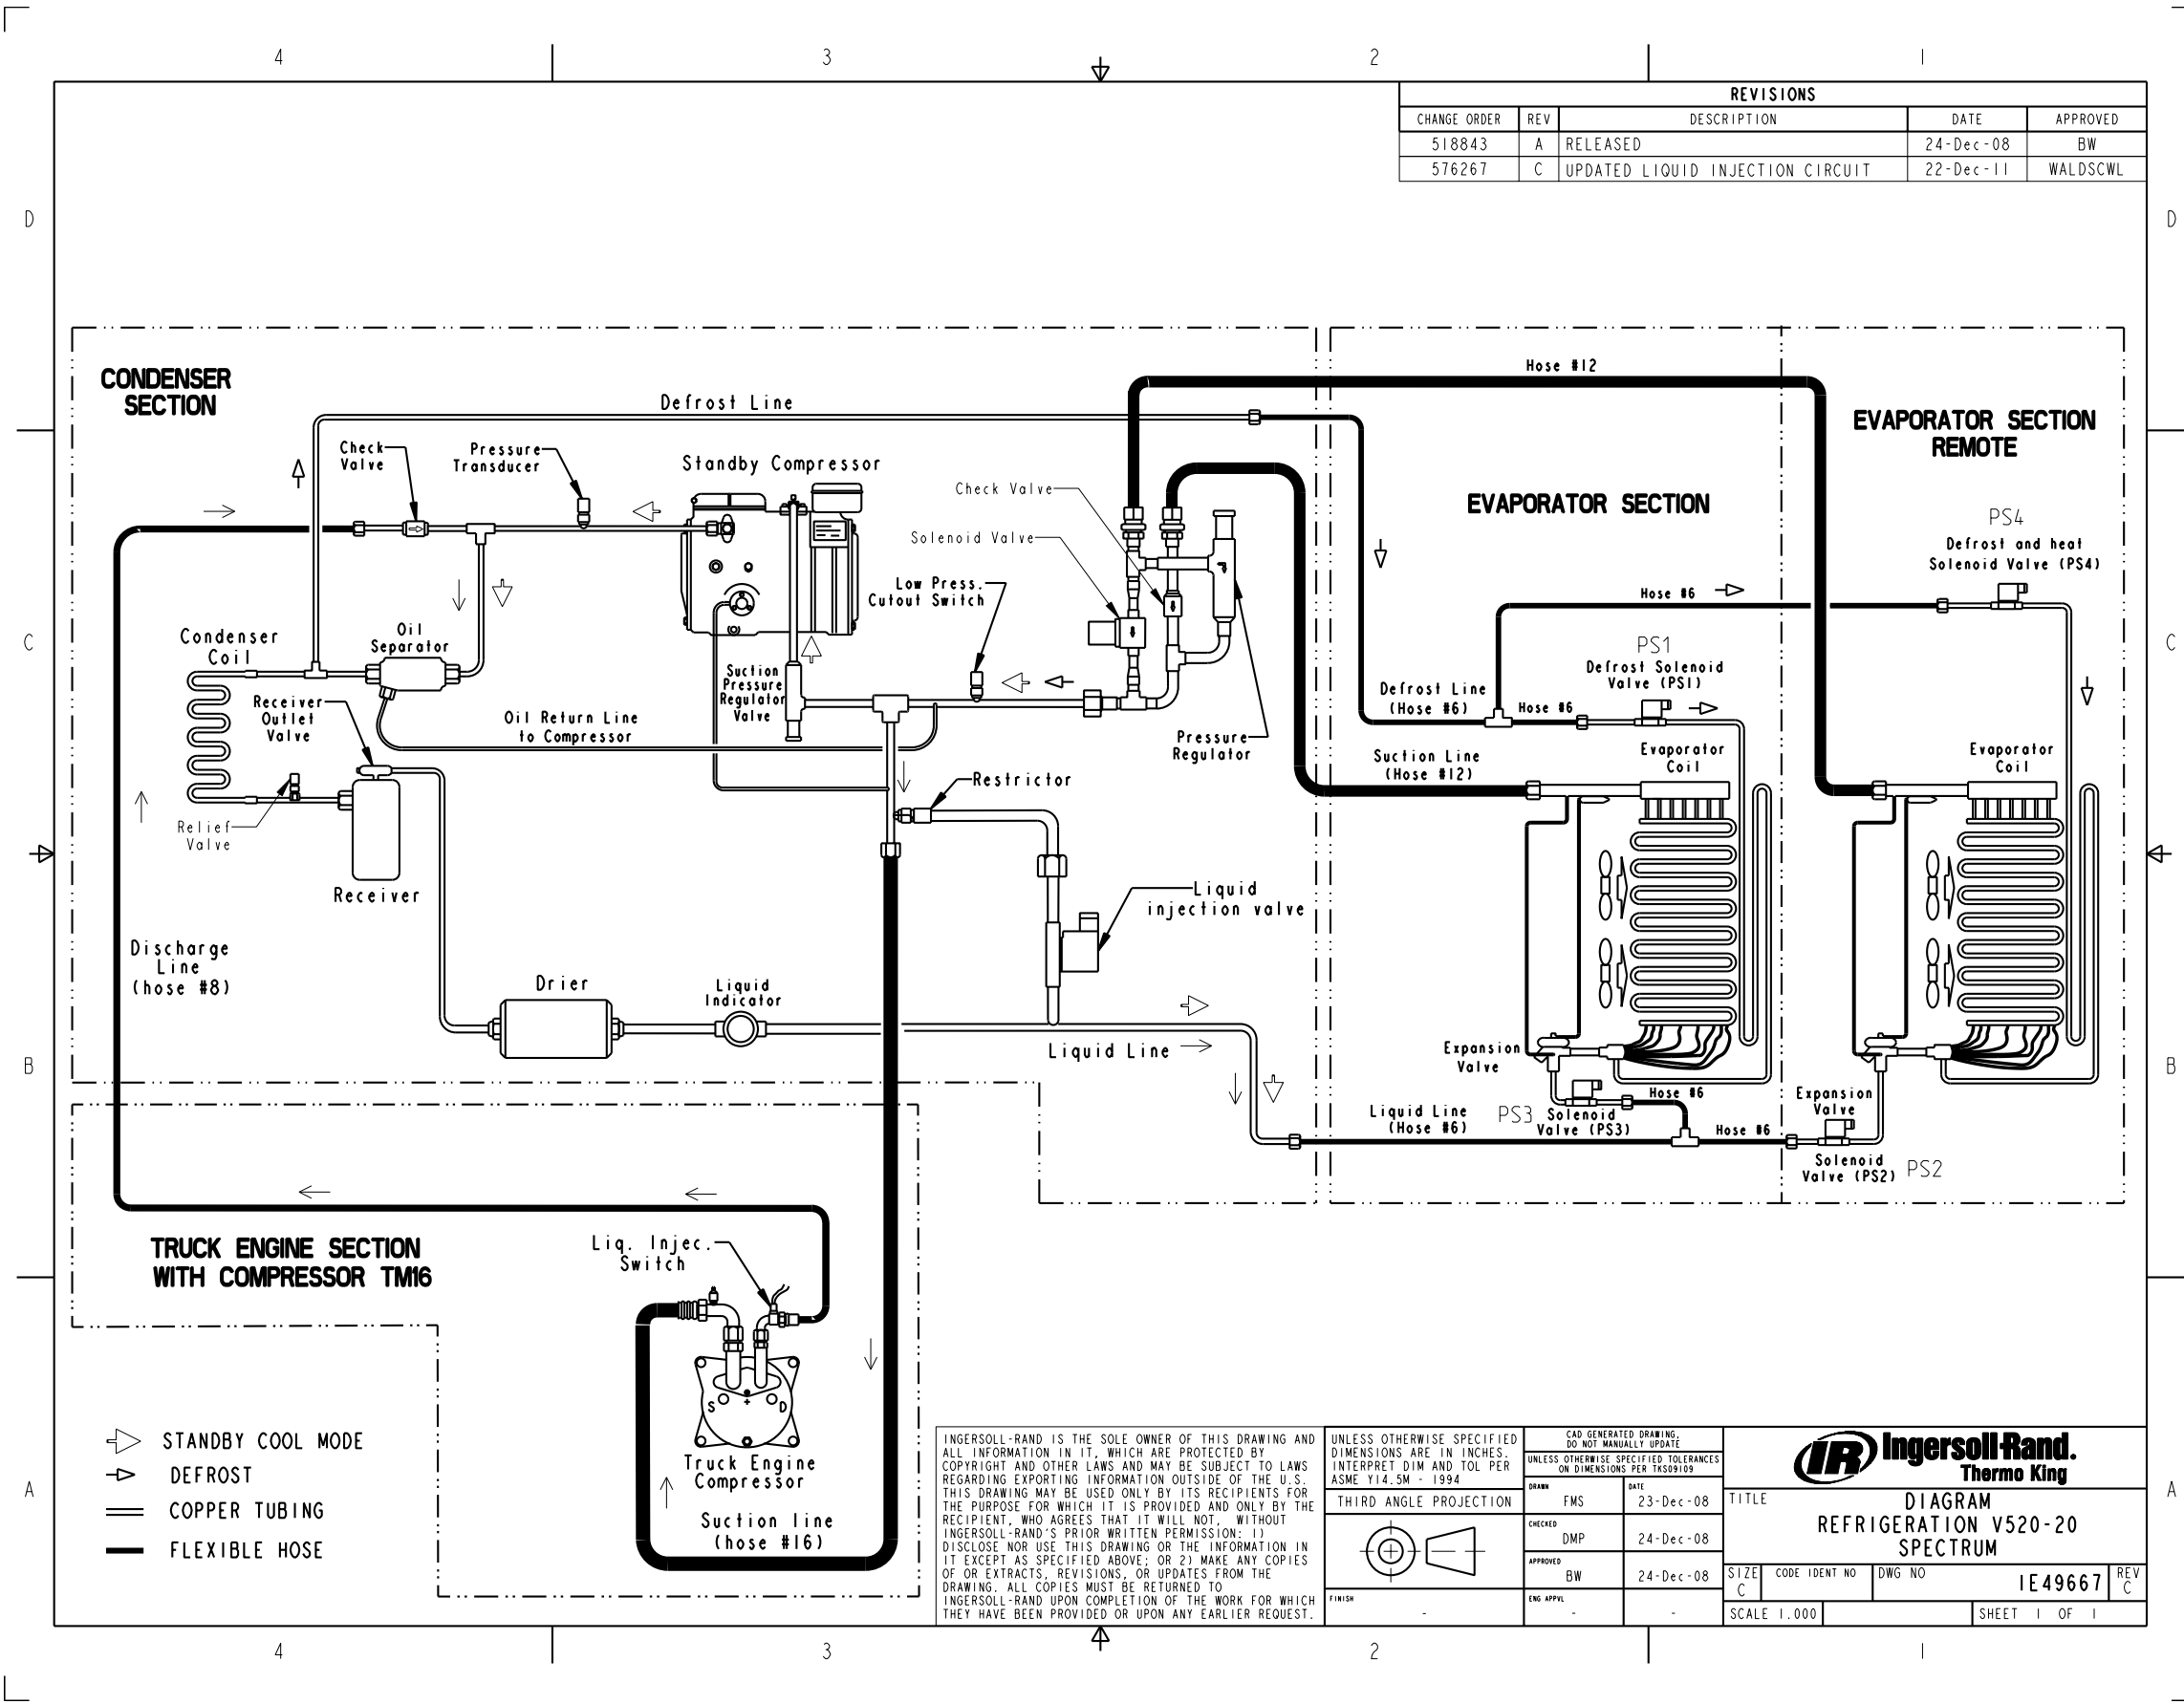 4
3
2
1
REVISIONS
CHANGE ORDER REV DESCRIPTION DATE APPROVED
518843 A RELEASED 24-Dec-08 BW
576267 C UPDATED LIQUID INJECTION CIRCUIT 22-Dec-11 WALDSCWL
D
D
CONDENSER
SECTION
Defrost Line
Hose #12
EVAPORATOR SECTION
REMOTE
Check
Valve
Pressure
Transducer
Standby Compressor
Check Valve
Solenoid Valve
Low Press.
Cutout Switch
EVAPORATOR SECTION
PS4
Defrost and heat
Solenoid Valve (PS4)
Hose #6
C
C
Condenser
Coil
Oil
Separator
PS1
Defrost Solenoid
Valve (PS1)
Receiver
Outlet
Valve
Suction
Pressure
Regulator
Valve
Oil Return Line
to Compressor
Defrost Line
(Hose #6)
Hose #6
Pressure
Regulator
Suction Line
(Hose #12)
Evaporator
Coil
Evaporator
Coil
Restrictor
Relief
Valve
Receiver
Liquid
injection valve
Discharge
Line
(hose #8)
Drier
Liquid
Indicator
Liquid Line
B
B
Expansion
Valve
Hose #6
Expansion
Valve
Liquid Line
(Hose #6)
PS3
Solenoid
Valve (PS3)
Hose #6
Solenoid
Valve (PS2)
PS2
TRUCK ENGINE SECTION
WITH COMPRESSOR TM16
Liq. Injec.
Switch
S
D
Truck Engine
Compressor
Suction line
(hose #16)
A
A
STANDBY COOL MODE
DEFROST
COPPER TUBING
FLEXIBLE HOSE
INGERSOLL-RAND IS THE SOLE OWNER OF THIS DRAWING AND
ALL INFORMATION IN IT, WHICH ARE PROTECTED BY
COPYRIGHT AND OTHER LAWS AND MAY BE SUBJECT TO LAWS
REGARDING EXPORTING INFORMATION OUTSIDE OF THE U.S.
THIS DRAWING MAY BE USED ONLY BY ITS RECIPIENTS FOR
THE PURPOSE FOR WHICH IT IS PROVIDED AND ONLY BY THE
RECIPIENT, WHO AGREES THAT IT WILL NOT, WITHOUT
INGERSOLL-RAND'S PRIOR WRITTEN PERMISSION: 1)
DISCLOSE NOR USE THIS DRAWING OR THE INFORMATION IN
IT EXCEPT AS SPECIFIED ABOVE; OR 2) MAKE ANY COPIES
OF OR EXTRACTS, REVISIONS, OR UPDATES FROM THE
DRAWING. ALL COPIES MUST BE RETURNED TO
INGERSOLL-RAND UPON COMPLETION OF THE WORK FOR WHICH
THEY HAVE BEEN PROVIDED OR UPON ANY EARLIER REQUEST.
UNLESS OTHERWISE SPECIFIED
DIMENSIONS ARE IN INCHES.
INTERPRET DIM AND TOL PER
ASME Y14.5M - 1994
THIRD ANGLE PROJECTION
FINISH
-
CAD GENERATED DRAWING,
DO NOT MANUALLY UPDATE
UNLESS OTHERWISE SPECIFIED TOLERANCES
ON DIMENSIONS PER TKS09109
DRAWN FMS DATE 23-Dec-08
CHECKED DMP 24-Dec-08
APPROVED BW 24-Dec-08
ENG APPVL - -
IR Ingersoll-Rand.
Thermo King
TITLE
DIAGRAM
REFRIGERATION V520-20
SPECTRUM
SIZE C CODE IDENT NO DWG NO 1E49667 REV C
SCALE 1.000 SHEET 1 OF 1
4
3
2
1